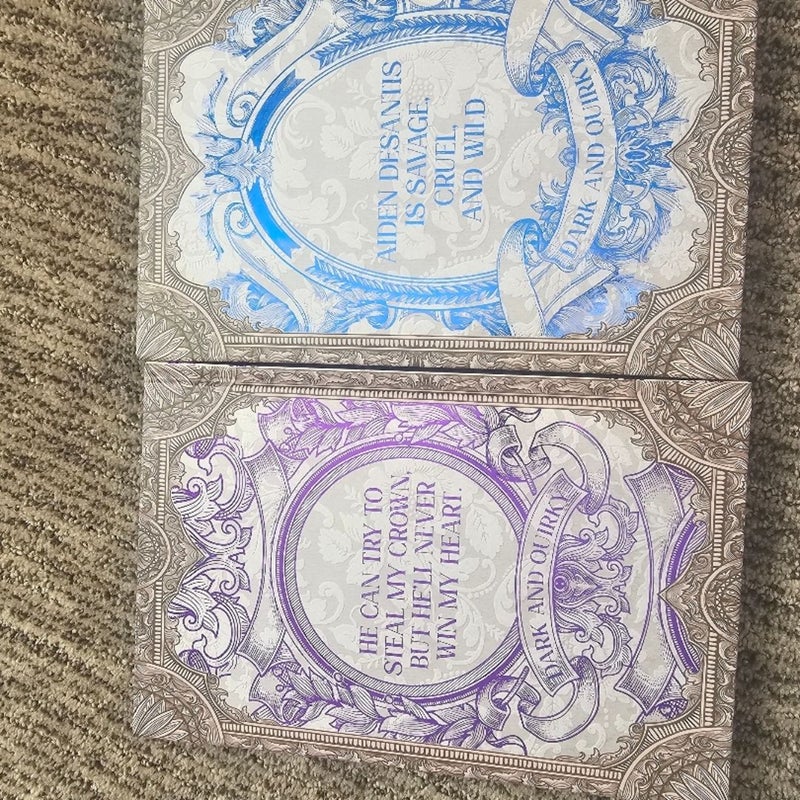 AIDEN DESANTIS
IS SAVAGE,
CRUEL,
AND WILD
DARK AND QUIRKY
HE CAN TRY TO
STEAL MY CROWN,
BUT HE'LL NEVER
WIN MY HEART.
DARK AND QUIRKY